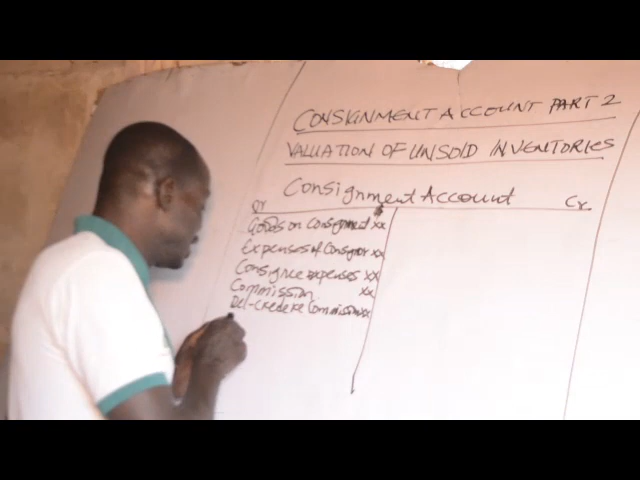 CONSIGNMENT ACCOUNT PART 2
VALUATION OF UNSOLD INVENTORIES
Consignment Account
Dr Cr
Goods on Consignment xx
Expenses of Consignor xx
Consignee expenses xx
Commission xx
Del-credere Commission xx